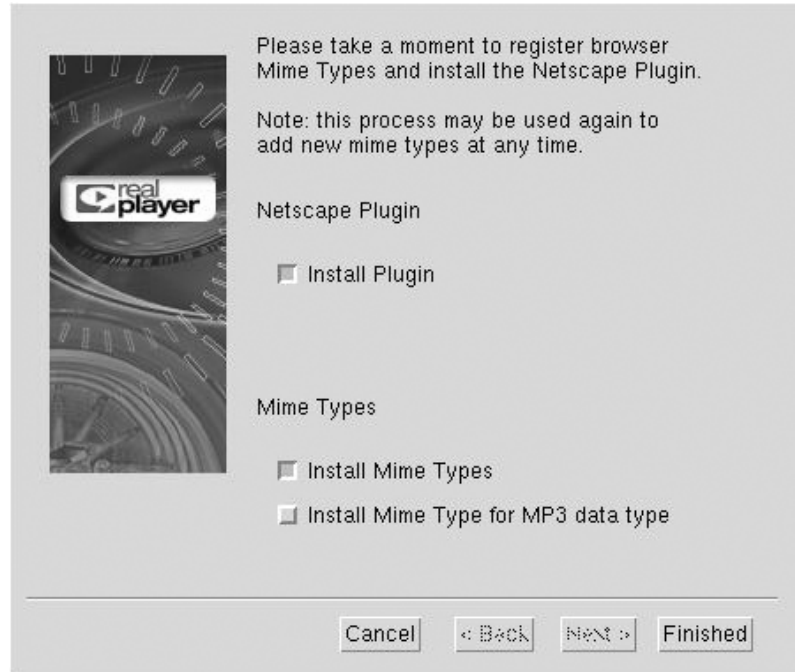 Please take a moment to register browser
Mime Types and install the Netscape Plugin.
Note: this process may be used again to
add new mime types at any time.
real
player
Netscape Plugin
Install Plugin
Mime Types
Install Mime Types
Install Mime Type for MP3 data type
Cancel
< Back
Next >
Finished